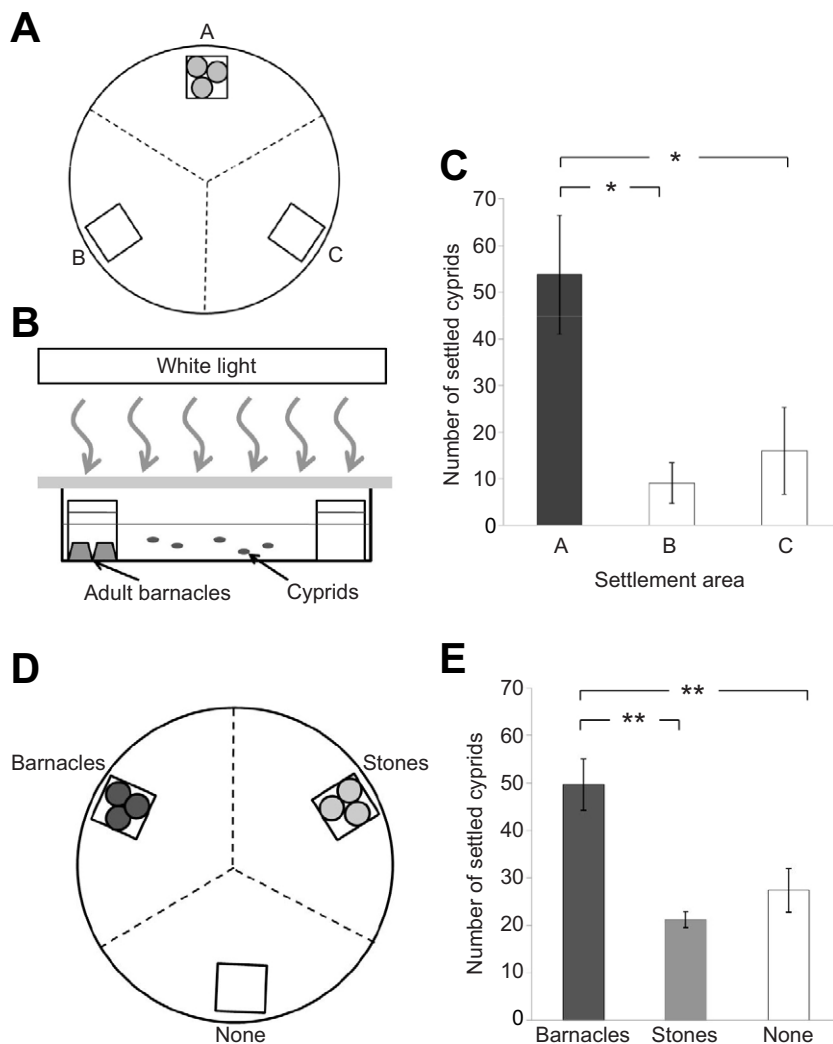 A
A
B
C
B
White light
Adult barnacles
Cyprids
C
*
*
Number of settled cyprids
70
60
50
40
30
20
10
0
A
B
C
Settlement area
D
Barnacles
Stones
None
E
**
**
Number of settled cyprids
70
60
50
40
30
20
10
0
Barnacles
Stones
None